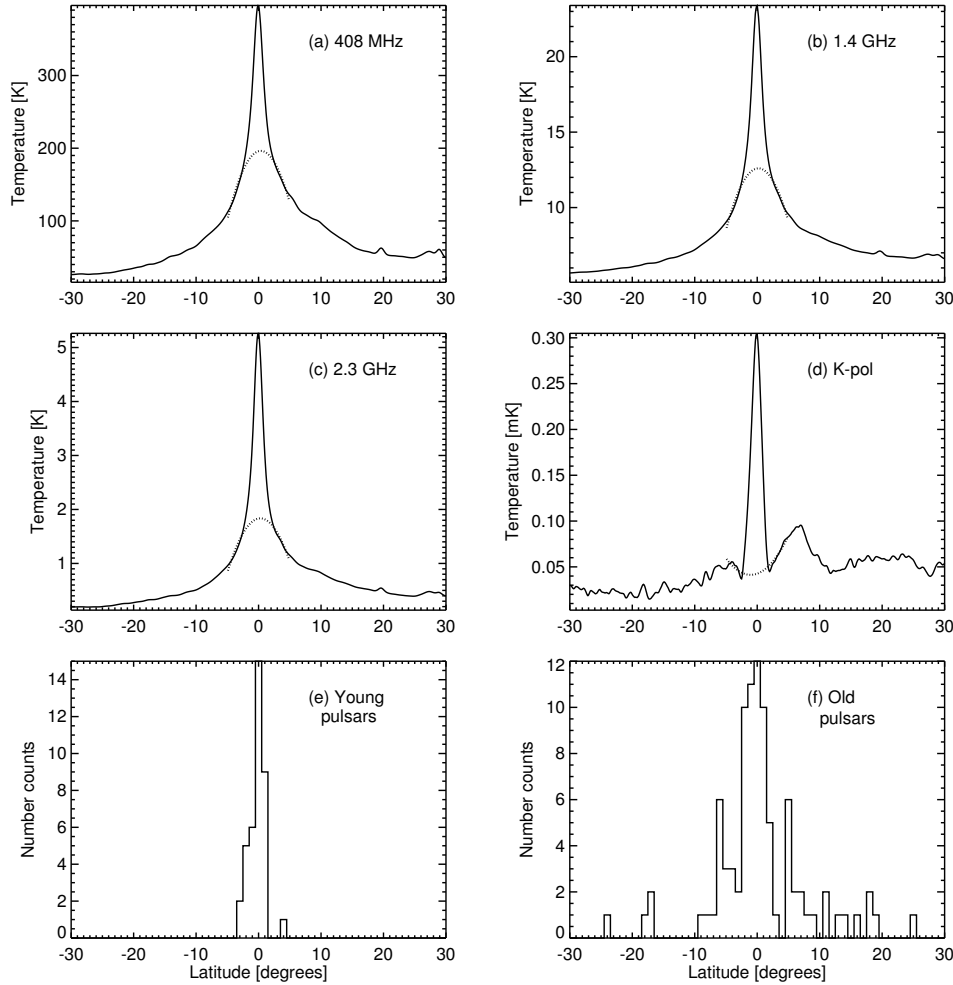 (a) 408 MHz
Temperature [K]
300
200
100
-30 -20 -10 0 10 20 30
(b) 1.4 GHz
Temperature [K]
20
15
10
-30 -20 -10 0 10 20 30
(c) 2.3 GHz
Temperature [K]
5
4
3
2
1
-30 -20 -10 0 10 20 30
(d) K-pol
Temperature [mK]
0.30
0.25
0.20
0.15
0.10
0.05
-30 -20 -10 0 10 20 30
(e) Young
pulsars
Number counts
14
12
10
8
6
4
2
0
-30 -20 -10 0 10 20 30
Latitude [degrees]
(f) Old
pulsars
Number counts
12
10
8
6
4
2
0
-30 -20 -10 0 10 20 30
Latitude [degrees]